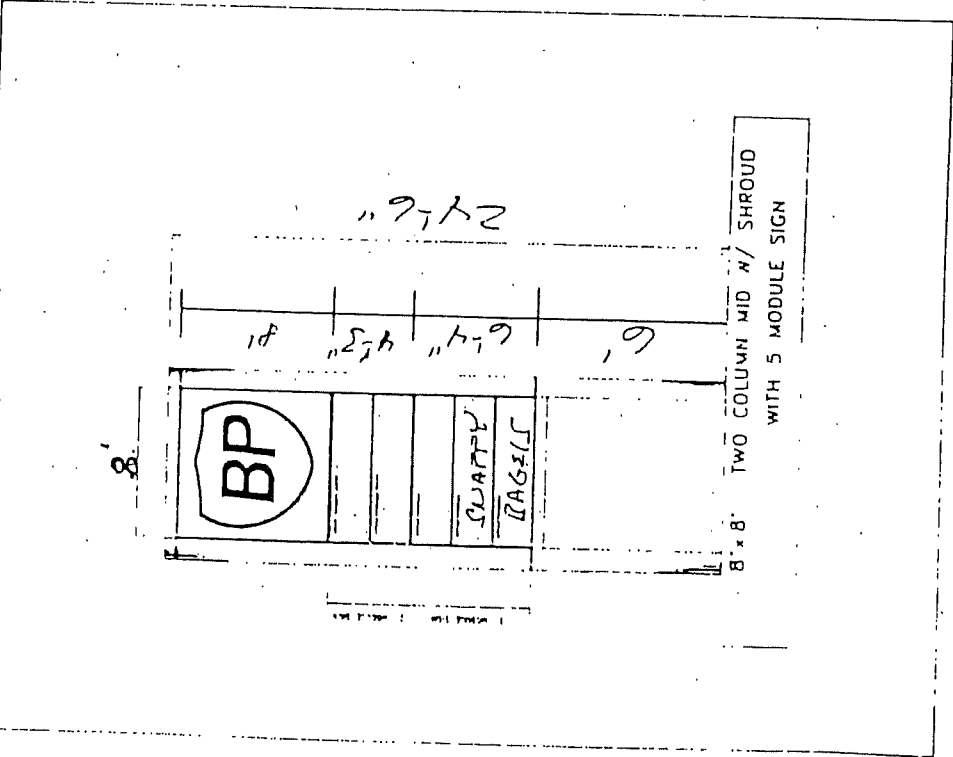 24'-6"
8'
4'-3"
6'-4"
6'
8'
BP
SNAPPY
BAGELS
8' x 8' TWO COLUMN MID W/ SHROUD
WITH 5 MODULE SIGN